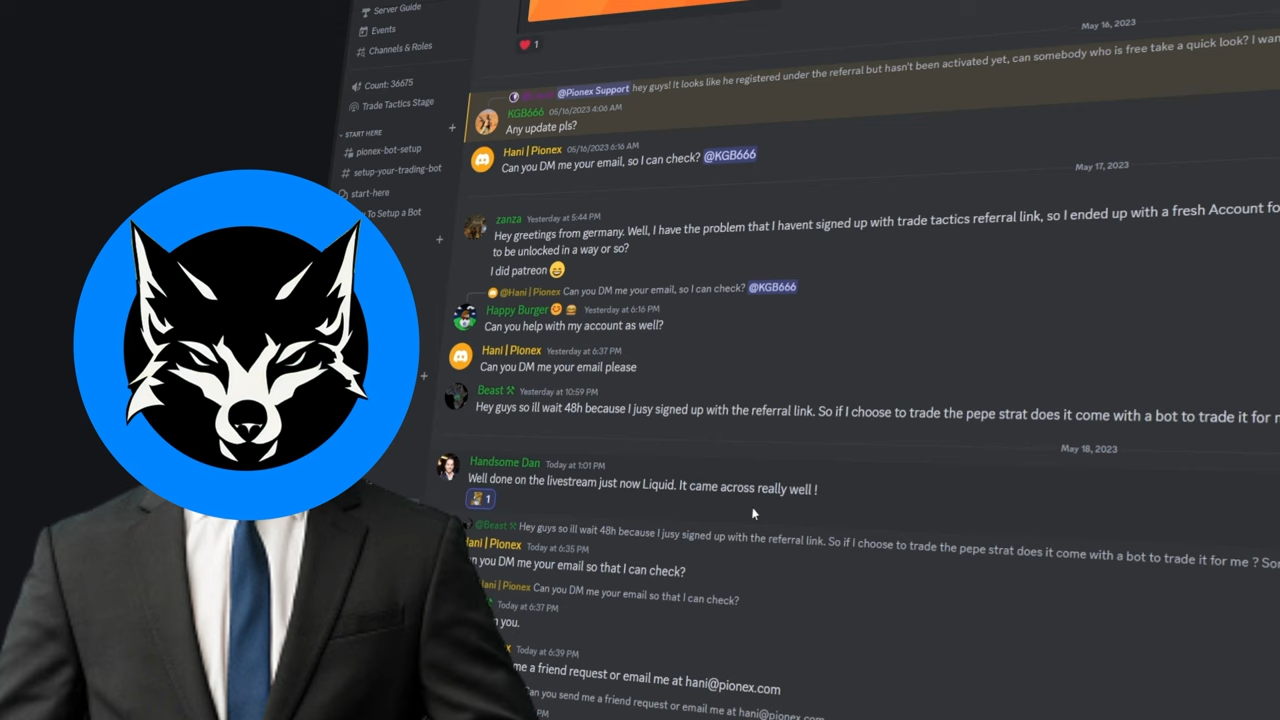 Server Guide
Events
Channels & Roles
Count: 36675
Trade Tactics Stage
START HERE
pionex-bot-setup
setup-your-trading-bot
start-here
To Setup a Bot
1
May 16, 2023
@Pionex Support hey guys! It looks like he registered under the referral but hasn't been activated yet, can somebody who is free take a quick look? I wan
KGB666 05/16/2023 4:06 AM
Any update pls?
Hani | Pionex 05/16/2023 6:16 AM
Can you DM me your email, so I can check? @KGB666
May 17, 2023
zanza Yesterday at 5:44 PM
Hey greetings from germany. Well, I have the problem that I havent signed up with trade tactics referral link, so I ended up with a fresh Account fo
to be unlocked in a way or so?
I did patreon
@Hani | Pionex Can you DM me your email, so I can check? @KGB666
Happy Burger Yesterday at 6:16 PM
Can you help with my account as well?
Hani | Pionex Yesterday at 6:37 PM
Can you DM me your email please
Beast Yesterday at 10:59 PM
Hey guys so ill wait 48h because I jusy signed up with the referral link. So if I choose to trade the pepe strat does it come with a bot to trade it for m
May 18, 2023
Handsome Dan Today at 1:01 PM
Well done on the livestream just now Liquid. It came across really well !
1
@Beast Hey guys so ill wait 48h because I jusy signed up with the referral link. So if I choose to trade the pepe strat does it come with a bot to trade it for me ? Sor
Hani | Pionex Today at 6:35 PM
n you DM me your email so that I can check?
Hani | Pionex Can you DM me your email so that I can check?
Today at 6:37 PM
you.
x Today at 6:39 PM
me a friend request or email me at hani@pionex.com
Can you send me a friend request or email me at hani@pionex.com
PM